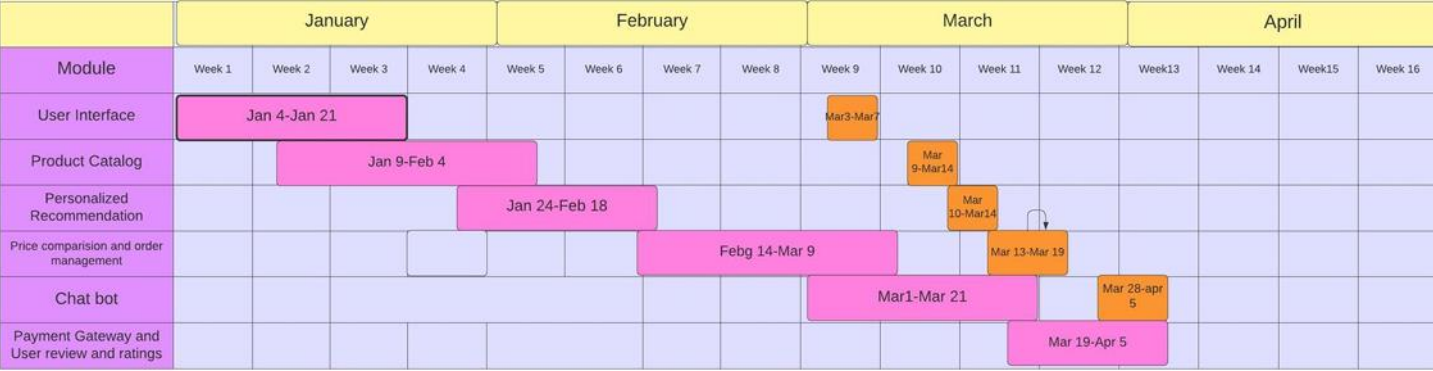 January
February
March
April
Module
Week 1
Week 2
Week 3
Week 4
Week 5
Week 6
Week 7
Week 8
Week 9
Week 10
Week 11
Week 12
Week13
Week 14
Week15
Week 16
User Interface
Jan 4-Jan 21
Mar3-Mar7
Product Catalog
Jan 9-Feb 4
Mar
9-Mar14
Personalized
Recommendation
Jan 24-Feb 18
Mar
10-Mar14
Price comparision and order
management
Febg 14-Mar 9
Mar 13-Mar 19
Chat bot
Mar1-Mar 21
Mar 28-apr
5
Payment Gateway and
User review and ratings
Mar 19-Apr 5